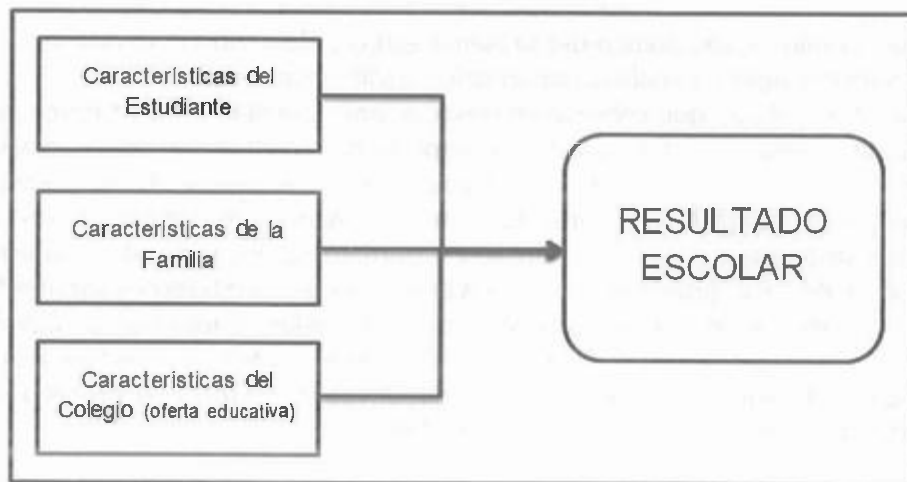 Características del
Estudiante
Características de la
Familia
Características del
Colegio (oferta educativa)
RESULTADO
ESCOLAR